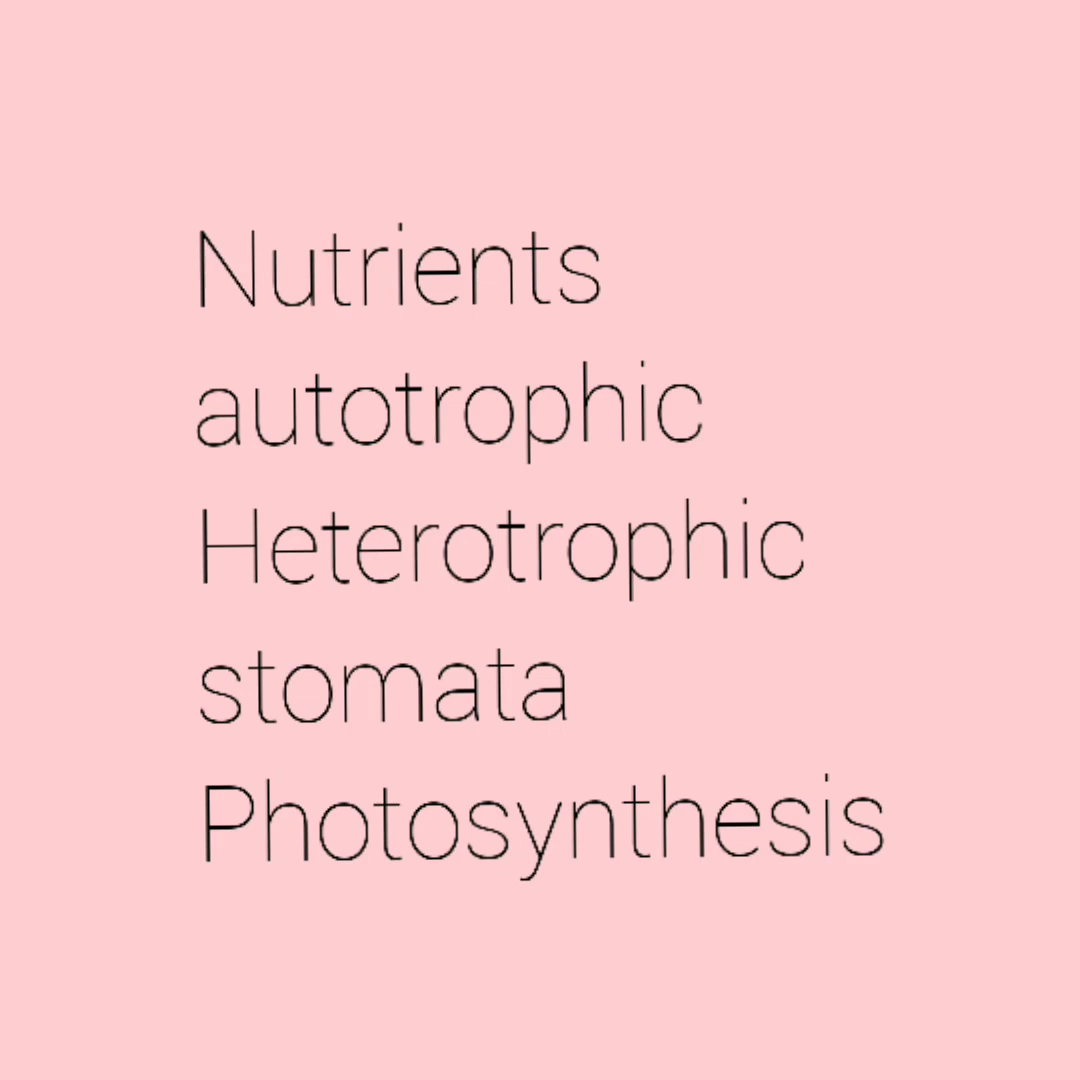 Nutrients
autotrophic
Heterotrophic
stomata
Photosynthesis